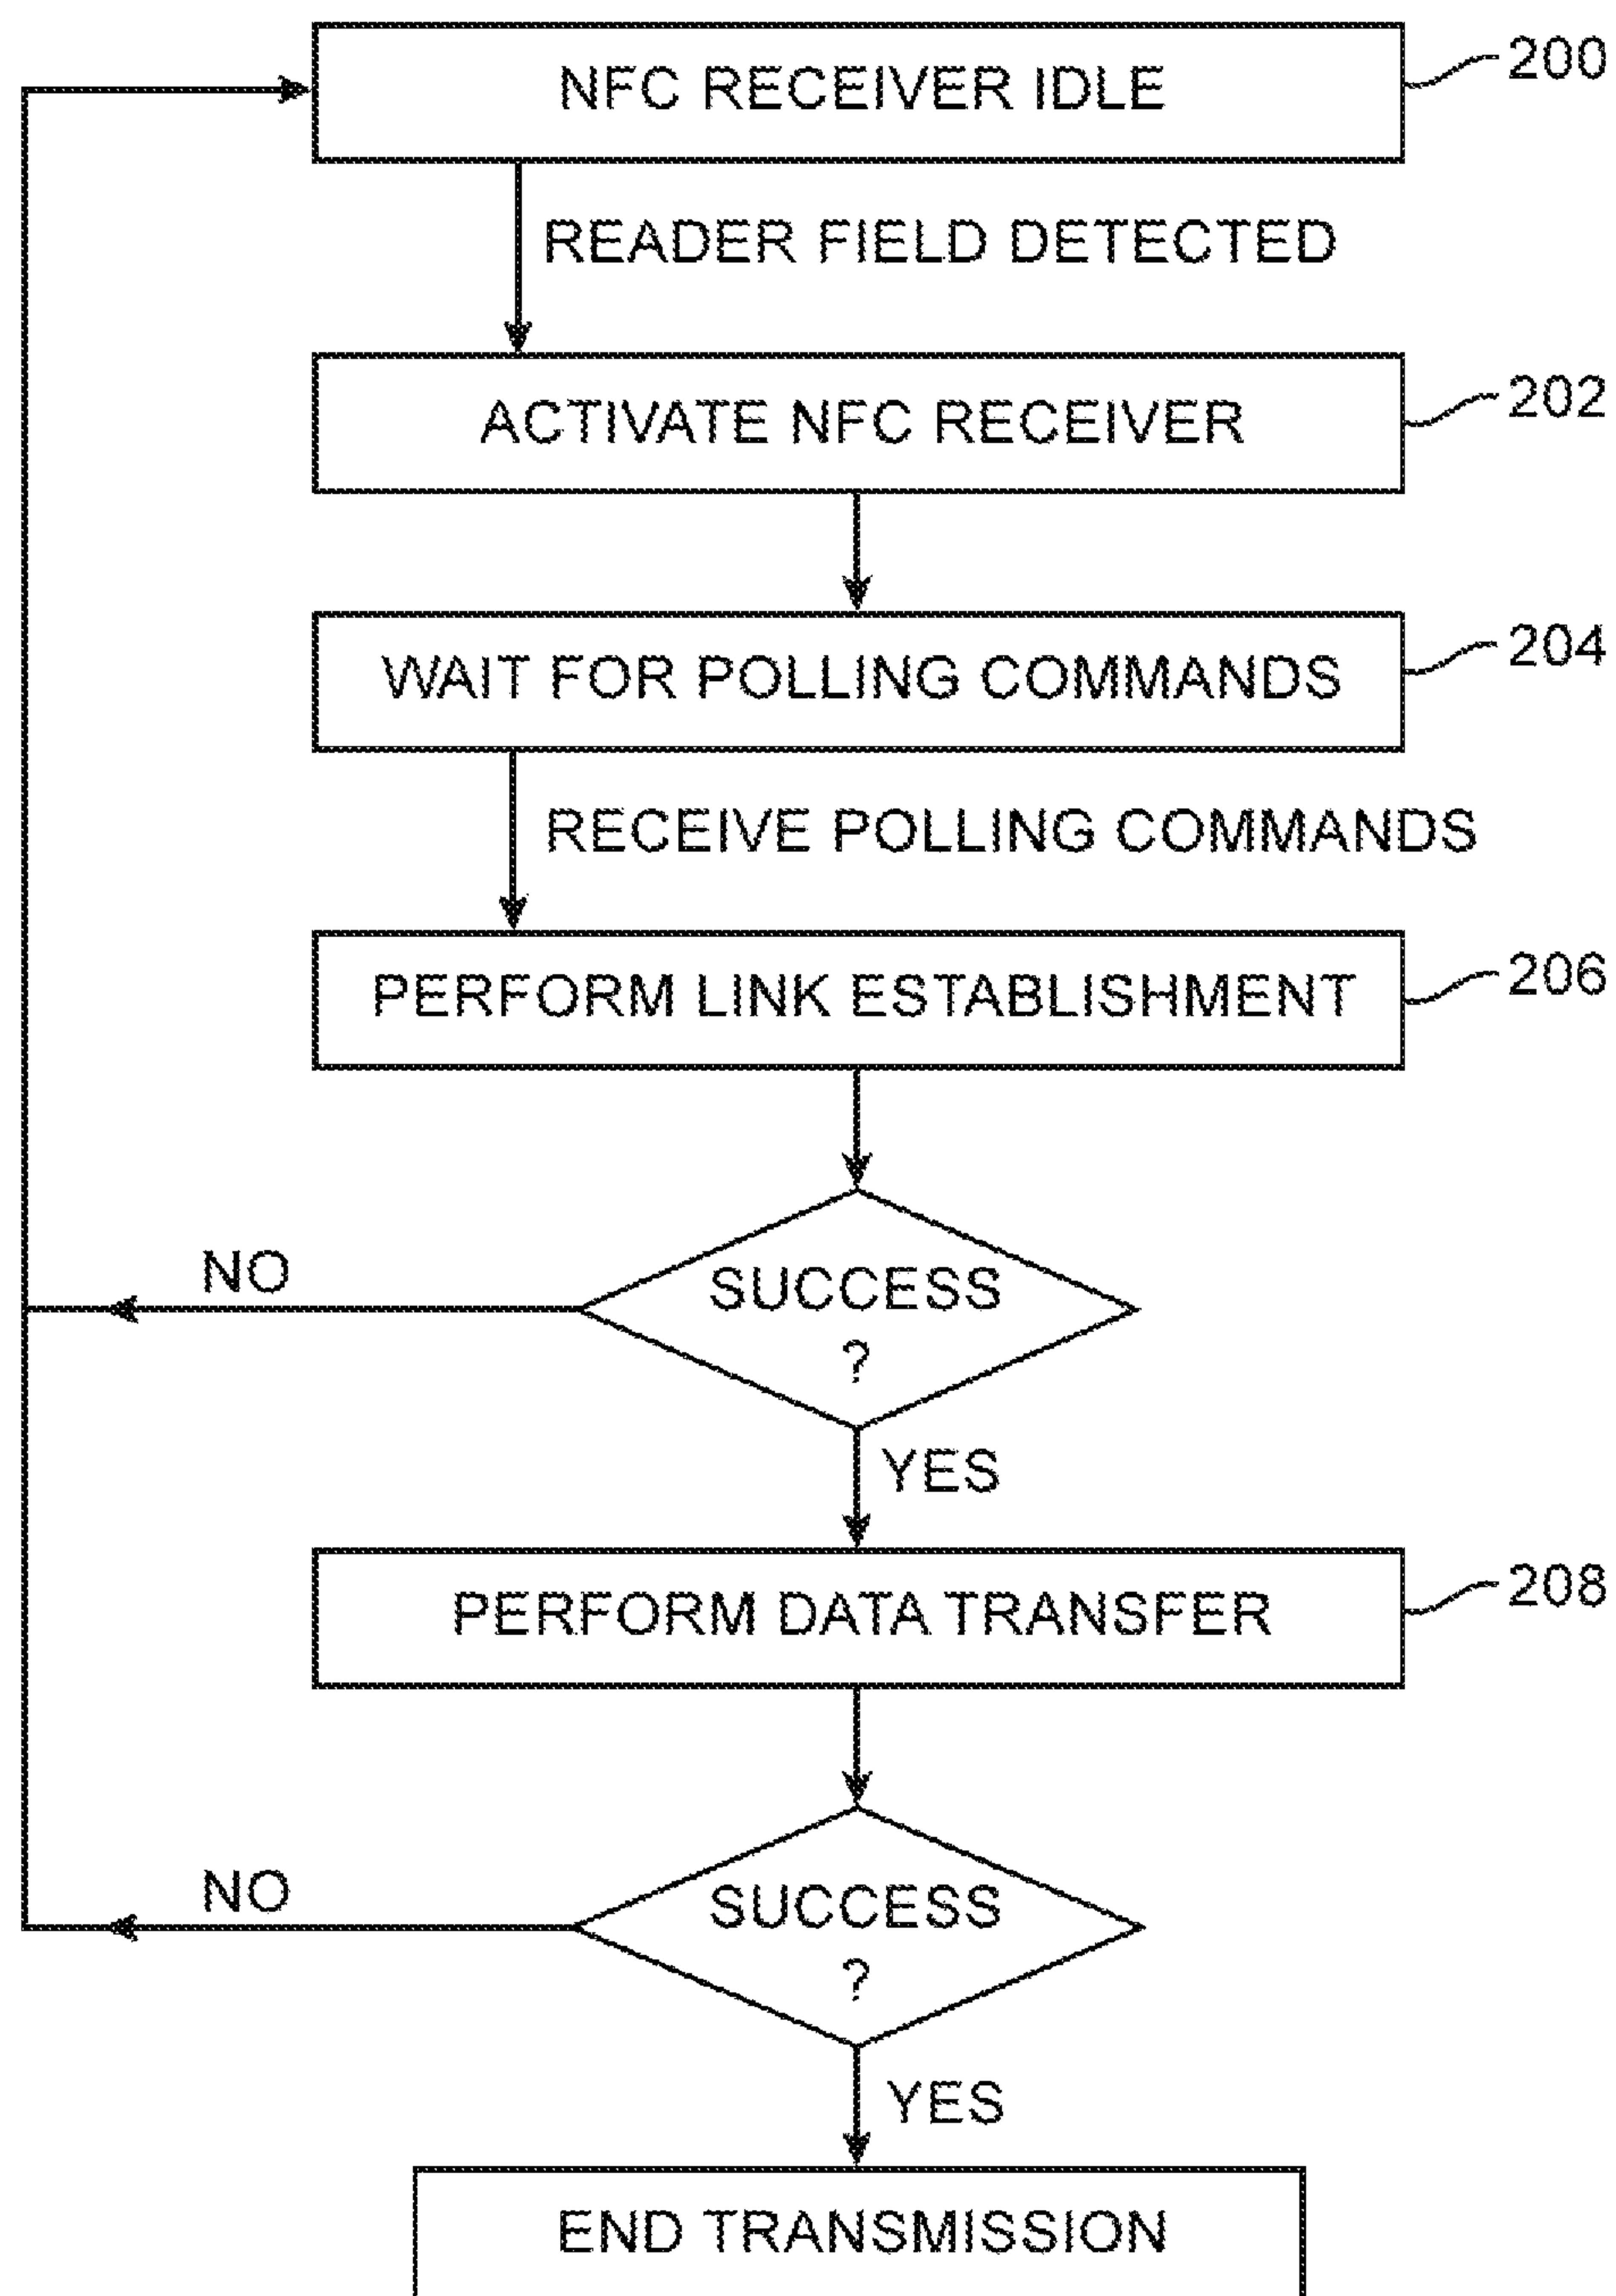 NFC RECEIVER IDLE
200
READER FIELD DETECTED
ACTIVATE NFC RECEIVER
202
WAIT FOR POLLING COMMANDS
204
RECEIVE POLLING COMMANDS
PERFORM LINK ESTABLISHMENT
206
NO
SUCCESS
?
YES
PERFORM DATA TRANSFER
208
NO
SUCCESS
?
YES
END TRANSMISSION